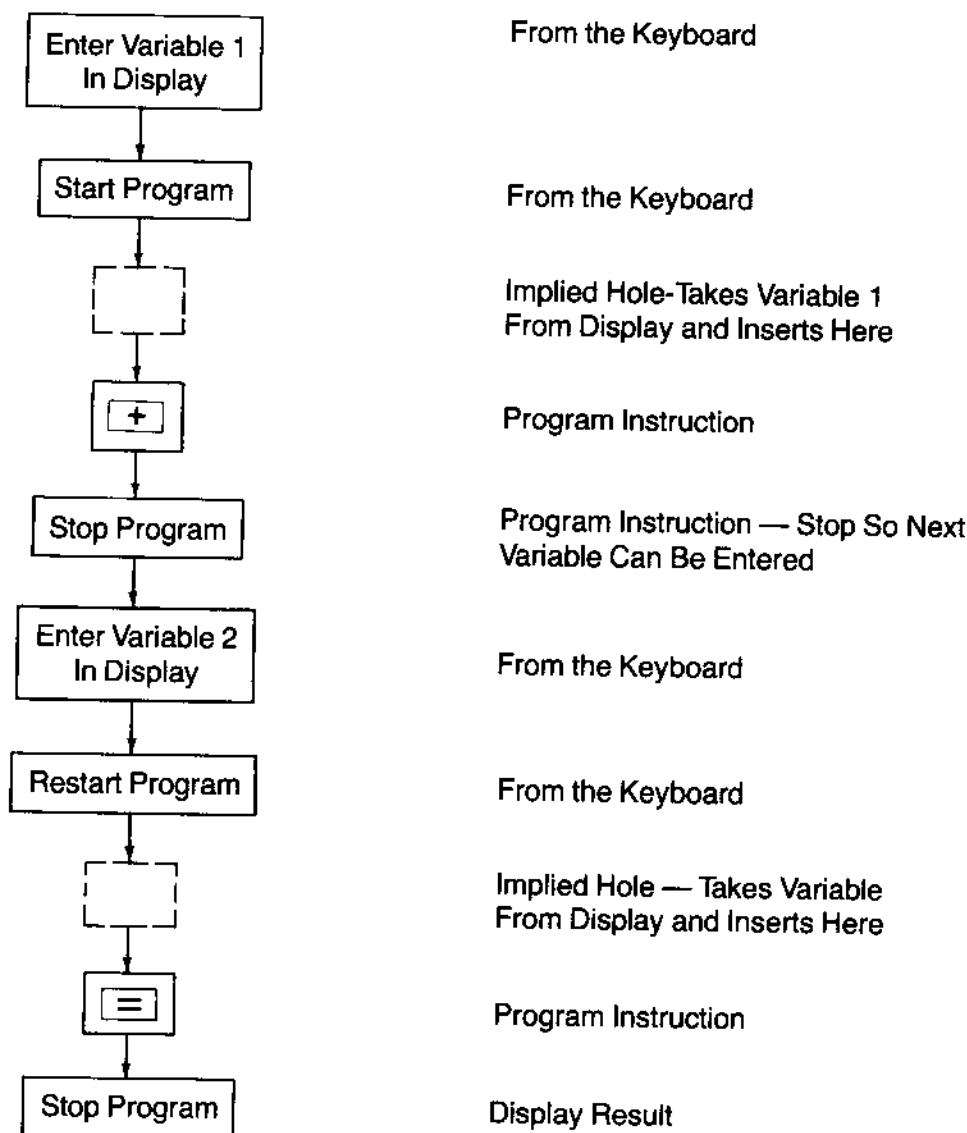 Enter Variable 1
In Display
From the Keyboard
Start Program
From the Keyboard
Implied Hole-Takes Variable 1
From Display and Inserts Here
+
Program Instruction
Stop Program
Program Instruction — Stop So Next
Variable Can Be Entered
Enter Variable 2
In Display
From the Keyboard
Restart Program
From the Keyboard
Implied Hole — Takes Variable
From Display and Inserts Here
=
Program Instruction
Stop Program
Display Result